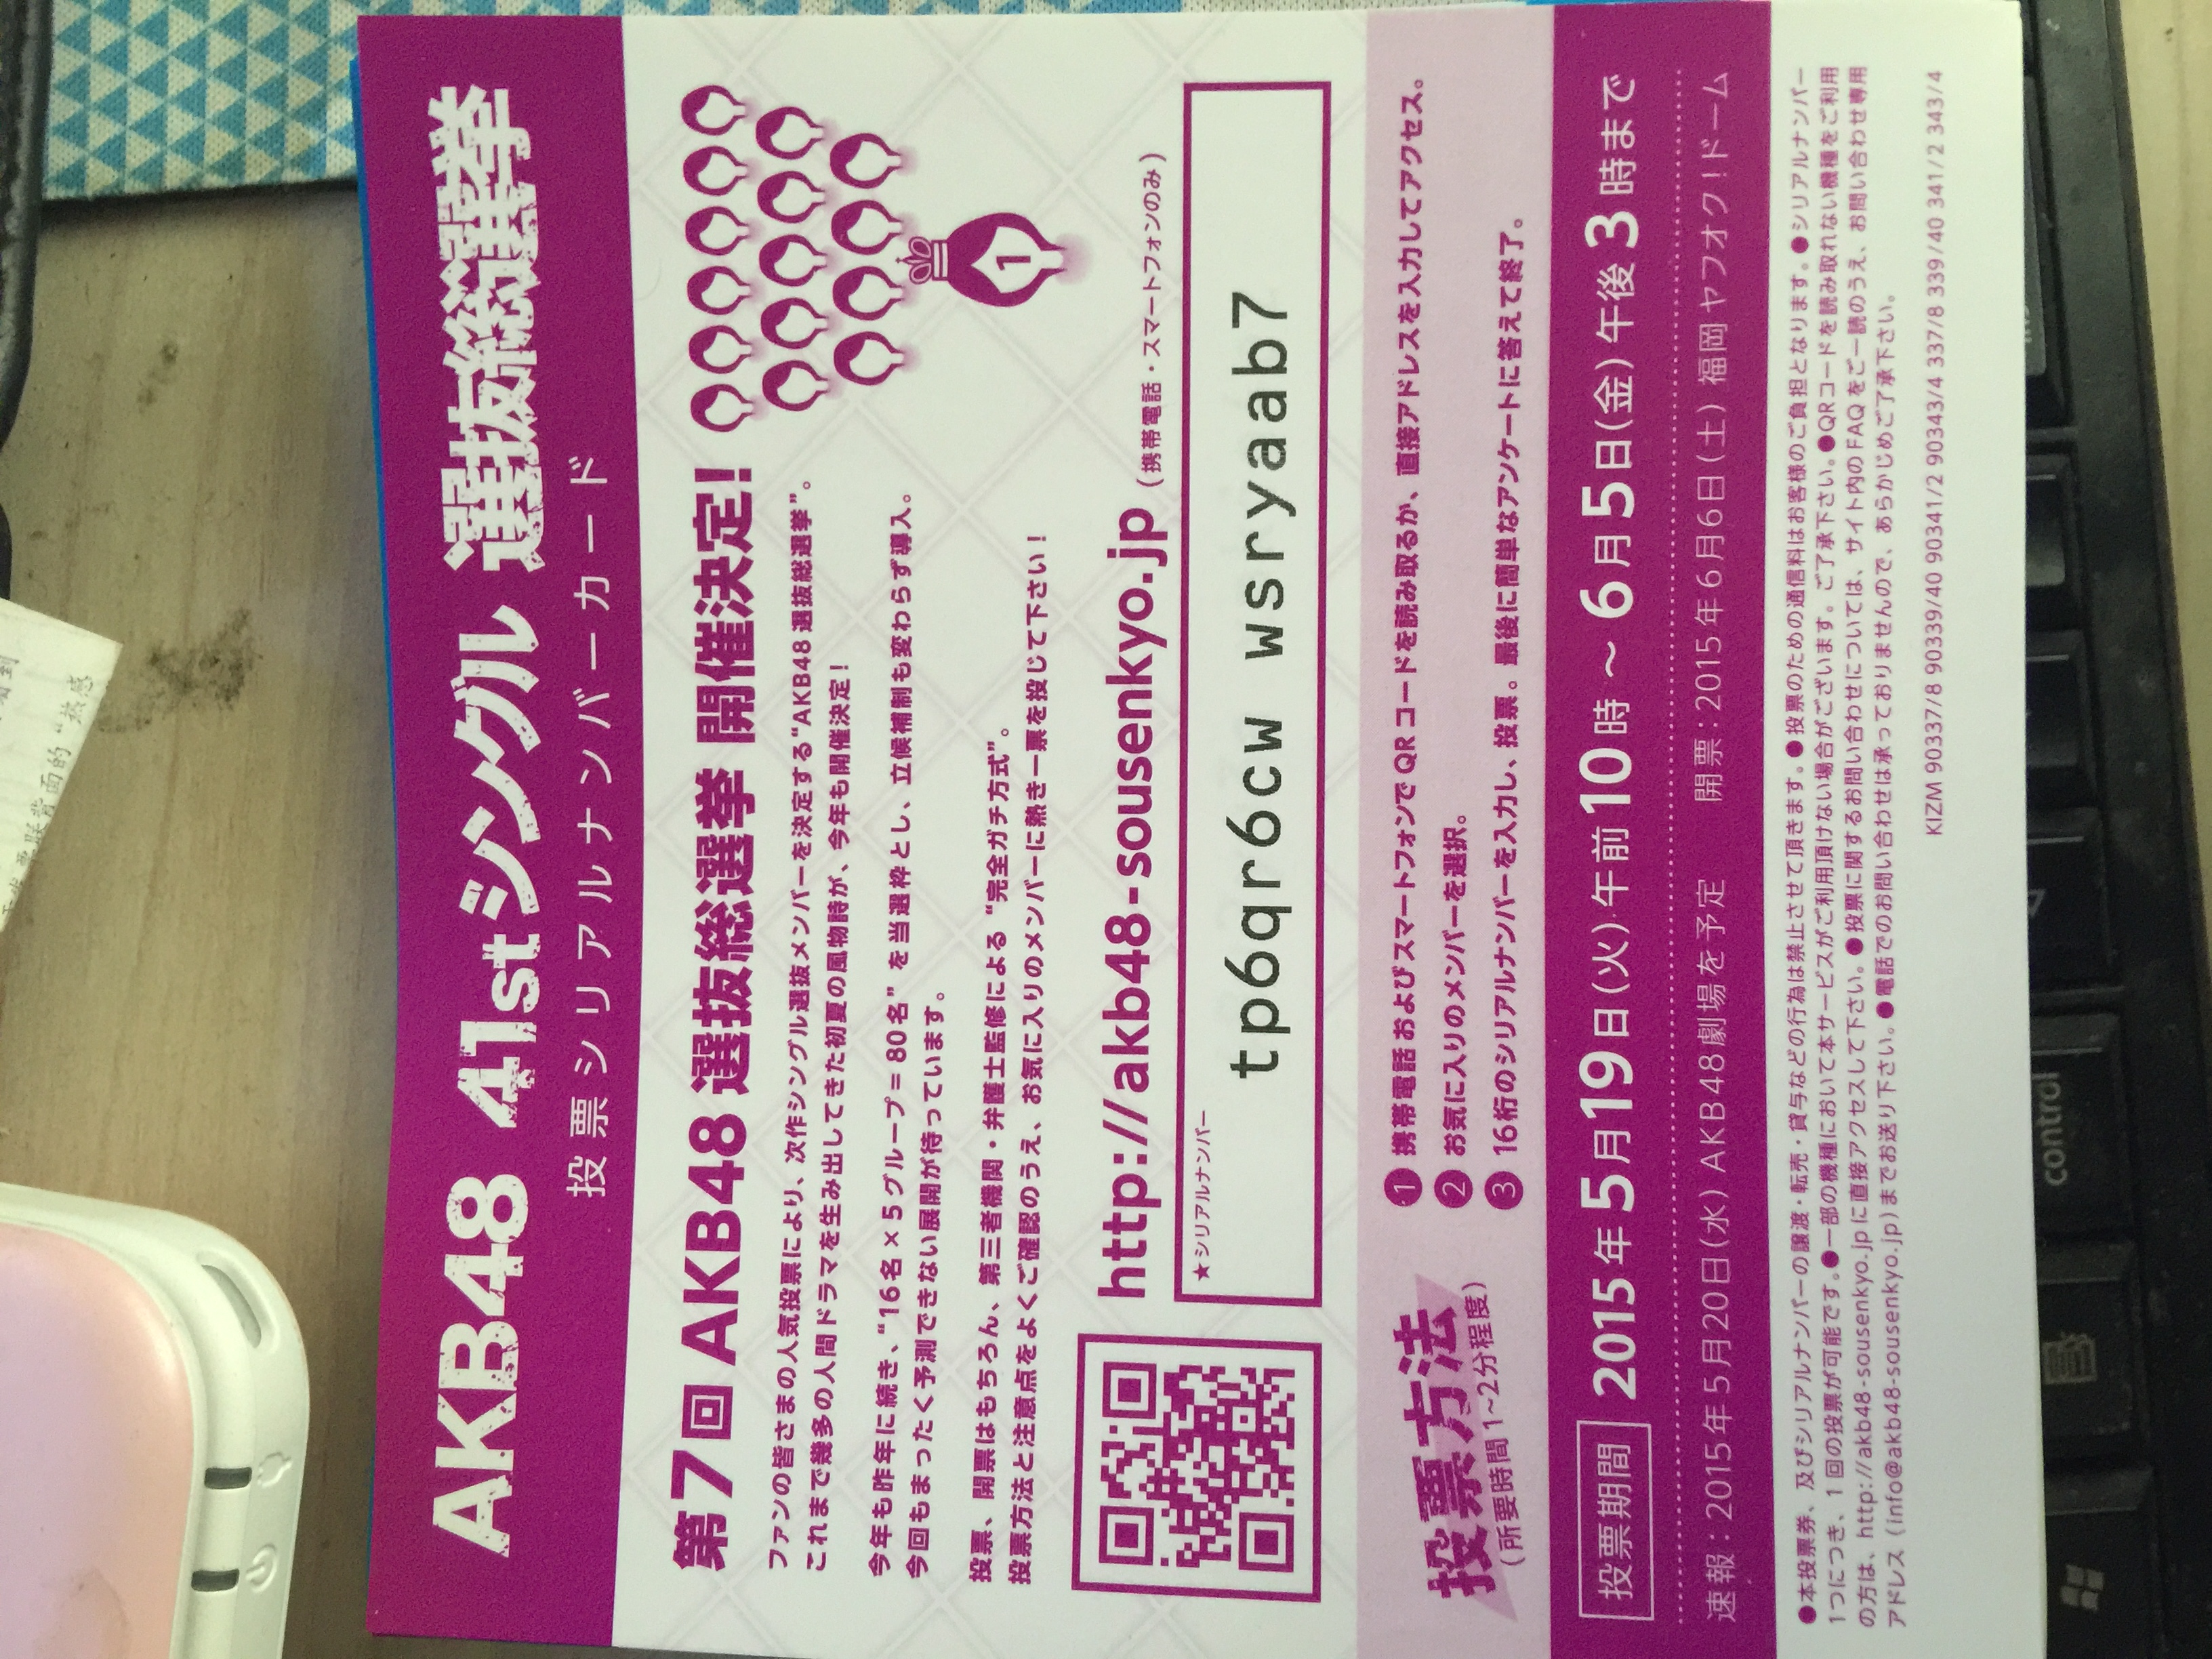 着到
联背面的“热感
AKB48 41stシングル 選抜総選挙
投票シリアルナンバーカード
第7回 AKB48 選抜総選挙 開催決定!
ファンの皆さまの人気投票により、次作シングル選抜メンバーを決定する“AKB48 選抜総選挙”。
これまで幾多の人間ドラマを生み出してきた初夏の風物詩が、今年も開催決定!
今年も昨年に続き、“16名×5グループ=80名” を当選枠とし、立候補制も変わらず導入。
今回もまったく予測できない展開が待っています。
投票、開票はもちろん、第三者機関・弁護士監修による “完全ガチ方式”。
投票方法と注意点をよくご確認のうえ、お気に入りのメンバーに熱き一票を投じて下さい!
1
http://akb48-sousenkyo.jp (携帯電話・スマートフォンのみ)
★シリアルナンバー
tp6qr6cw wsryaab7
投票方法
(所要時間1~2分程度)
1 携帯電話 およびスマートフォンで QR コードを読み取るか、直接アドレスを入力してアクセス。
2 お気に入りのメンバーを選択。
3 16桁のシリアルナンバーを入力し、投票。最後に簡単なアンケートに答えて終了。
投票期間 2015年5月19日(火)午前10時 ～ 6月5日(金)午後3時まで
速報:2015年5月20日(水) AKB48劇場を予定 開票:2015年6月6日(土) 福岡 ヤフオク!ドーム
●本投票券、及びシリアルナンバーの譲渡・転売・貸与などの行為は禁止させて頂きます。●投票のための通信料はお客様のご負担となります。●シリアルナンバー
1つにつき、1回の投票が可能です。●一部の機種において本サービスがご利用頂けない場合がございます。ご了承下さい。●QRコードを読み取れない機種をご利用
の方は、http://akb48-sousenkyo.jp に直接アクセスして下さい。●投票に関するお問い合わせについては、サイト内のFAQをご一読のうえ、お問い合わせ専用
アドレス (info@akb48-sousenkyo.jp)までお送り下さい。●電話でのお問い合わせは承っておりませんので、あらかじめご了承下さい。
KIZM 90337/8 90339/40 90341/2 90343/4 337/8 339/40 341/2 343/4
control